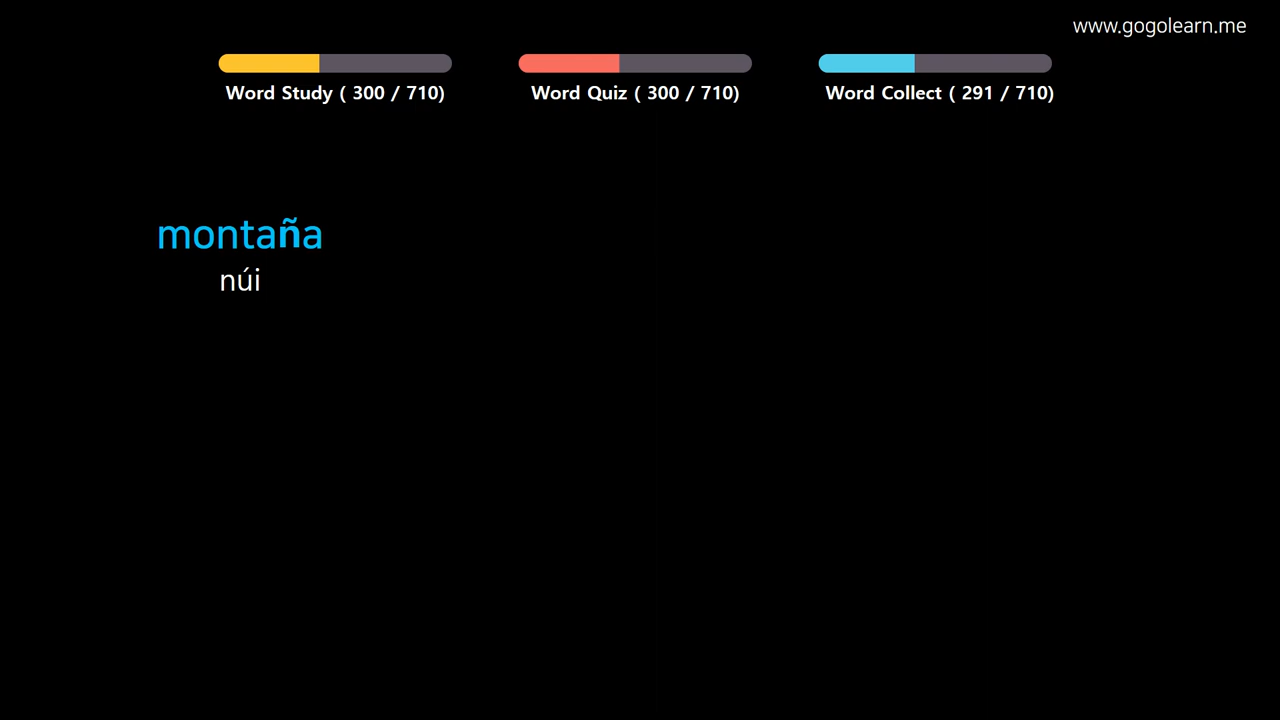 www.gogolearn.me
Word Study ( 300 / 710)
Word Quiz ( 300 / 710)
Word Collect ( 291 / 710)
montaña
núi